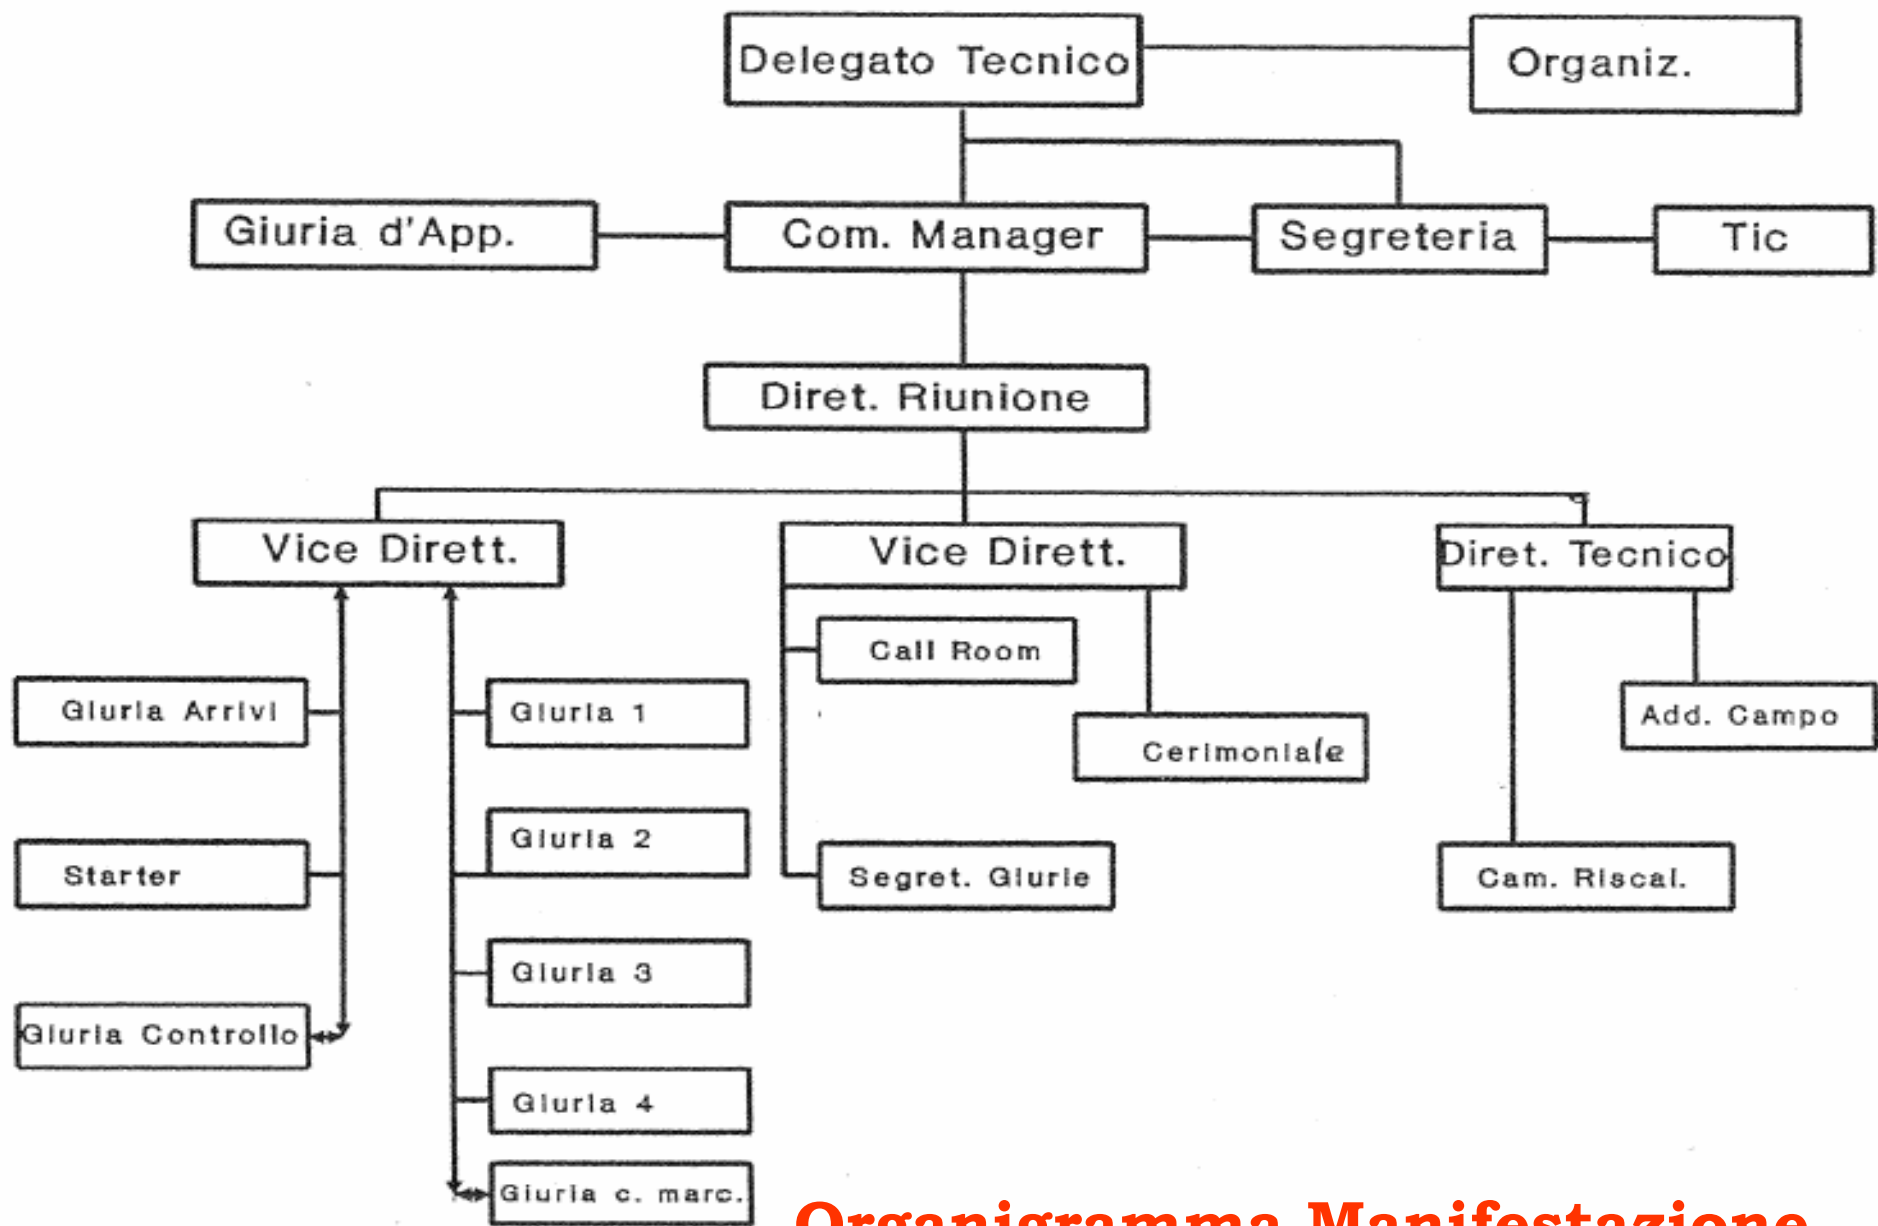 Delegato Tecnico
Organiz.
Giuria d'App.
Com. Manager
Segreteria
Tic
Diret. Riunione
Vice Dirett.
Vice Dirett.
Diret. Tecnico
Call Room
Giuria Arrivi
Giuria 1
Cerimoniale
Add. Campo
Giuria 2
Starter
Segret. Giurie
Cam. Riscal.
Giuria 3
Giuria Controllo
Giuria 4
Giuria c. marc.
Organigramma Manifestazione